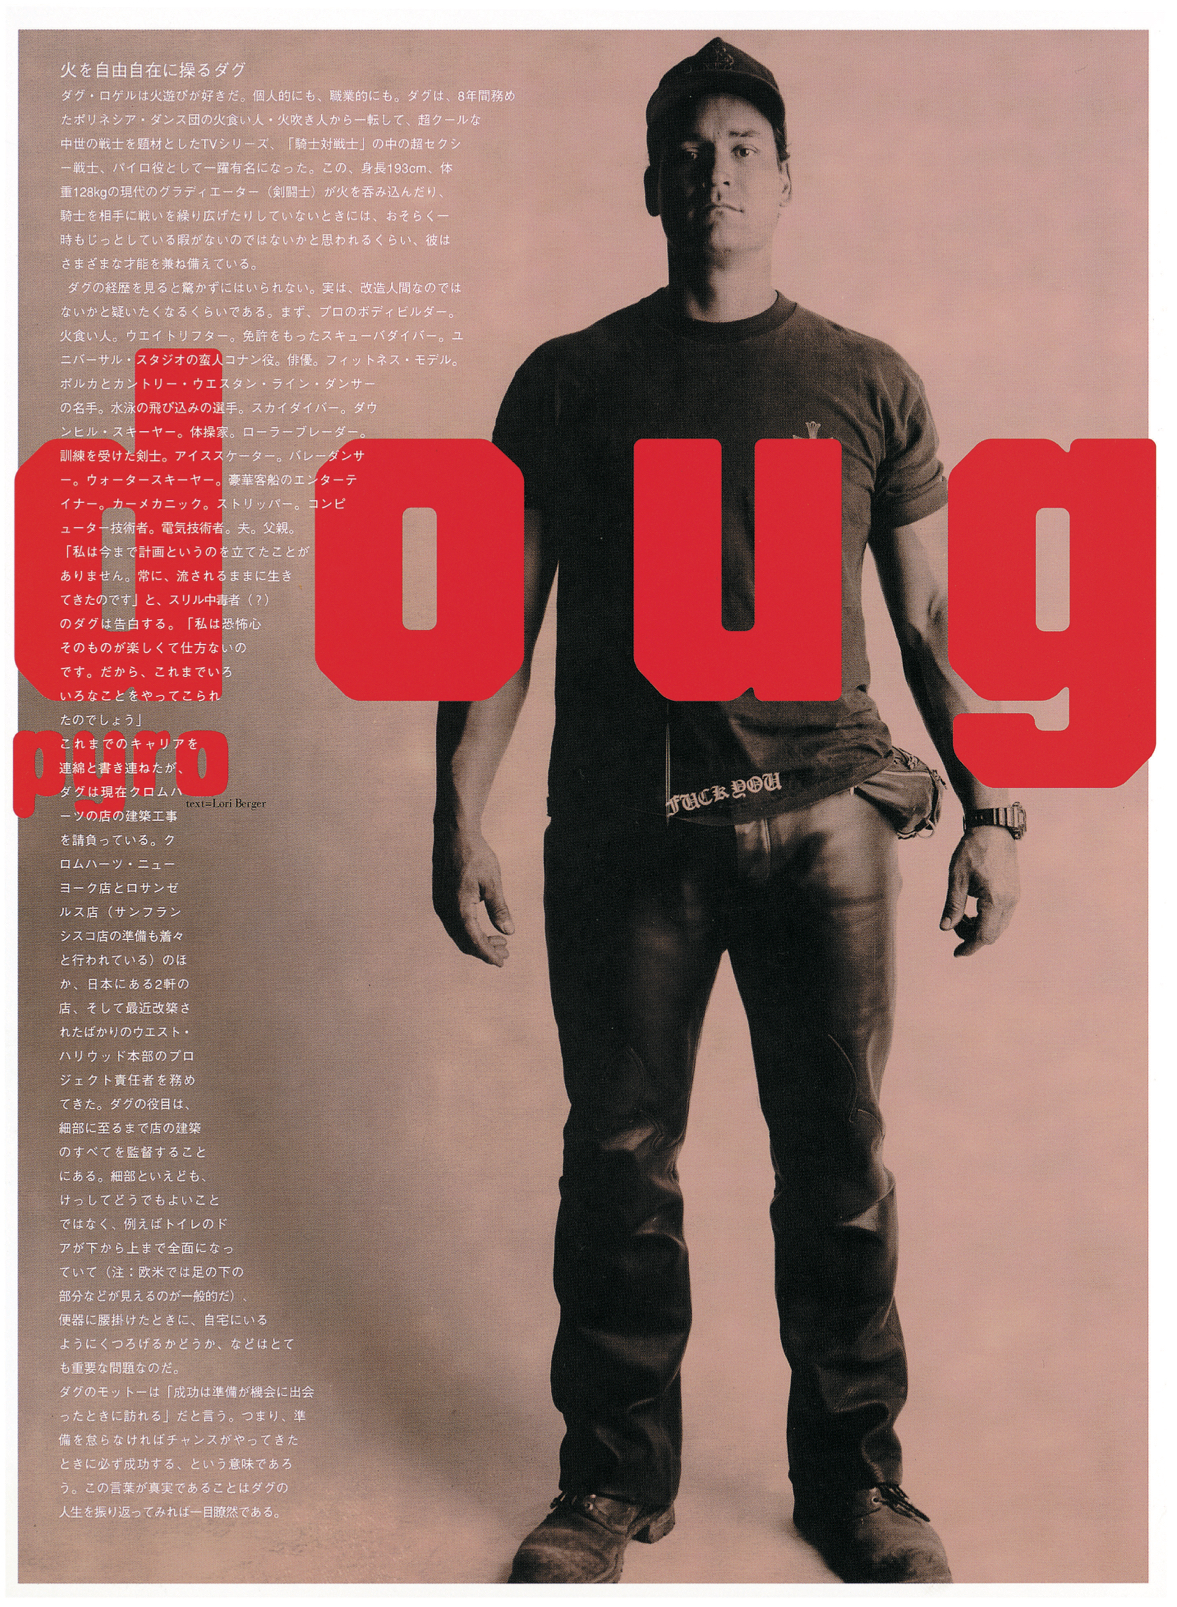 火を自由自在に操るダグ
ダグ・ロゲルは火遊びが好きだ。個人的にも、職業的にも。ダグは、8年間務め
たポリネシア・ダンス団の火食い人・火吹き人から一転して、超クールな
中世の戦士を題材としたTVシリーズ、「騎士対戦士」の中の超セクシ
ー戦士、パイロ役として一躍有名になった。この、身長193cm、体
重128kgの現代のグラディエーター（剣闘士）が火を呑み込んだり、
騎士を相手に戦いを繰り広げたりしていないときには、おそらく一
時もじっとしている暇がないのではないかと思われるくらい、彼は
さまざまな才能を兼ね備えている。
ダグの経歴を見ると驚かずにはいられない。実は、改造人間なのでは
ないかと疑いたくなるくらいである。まず、プロのボディビルダー。
火食い人。ウエイトリフター。免許をもったスキューバダイバー。ユ
ニバーサル・スタジオの蛮人コナン役。俳優。フィットネス・モデル。
ポルカとカントリー・ウエスタン・ライン・ダンサー
の名手。水泳の飛び込みの選手。スカイダイバー。ダウ
ンヒル・スキーヤー。体操家。ローラーブレーダー。
訓練を受けた剣士。アイススケーター。バレーダンサ
ー。ウォータースキーヤー。豪華客船のエンターテ
イナー。カーメカニック。ストリッパー。コンピ
ューター技術者。電気技術者。夫。父親。
「私は今まで計画というのを立てたことが
ありません。常に、流されるままに生き
てきたのです」と、スリル中毒者（？）
のダグは告白する。「私は恐怖心
そのものが楽しくて仕方ないの
です。だから、これまでいろ
いろなことをやってこられ
たのでしょう」
これまでのキャリアを
連綿と書き連ねたが、
ダグは現在クロムハ
ーツの店の建築工事
を請負っている。ク
ロムハーツ・ニュー
ヨーク店とロサンゼ
ルス店（サンフラン
シスコ店の準備も着々
と行われている）のほ
か、日本にある2軒の
店、そして最近改築さ
れたばかりのウエスト・
ハリウッド本部のプロ
ジェクト責任者を務め
てきた。ダグの役目は、
細部に至るまで店の建築
のすべてを監督すること
にある。細部といえども、
けっしてどうでもよいこと
ではなく、例えばトイレのド
アが下から上まで全面になっ
ていて（注：欧米では足の下の
部分などが見えるのが一般的だ）、
便器に腰掛けたときに、自宅にいる
ようにくつろげるかどうか、などはとて
も重要な問題なのだ。
ダグのモットーは「成功は準備が機会に出会
ったときに訪れる」だと言う。つまり、準
備を怠らなければチャンスがやってきた
ときに必ず成功する、という意味であろ
う。この言葉が真実であることはダグの
人生を振り返ってみれば一目瞭然である。
doug
pyro
text=Lori Berger
FUCK YOU